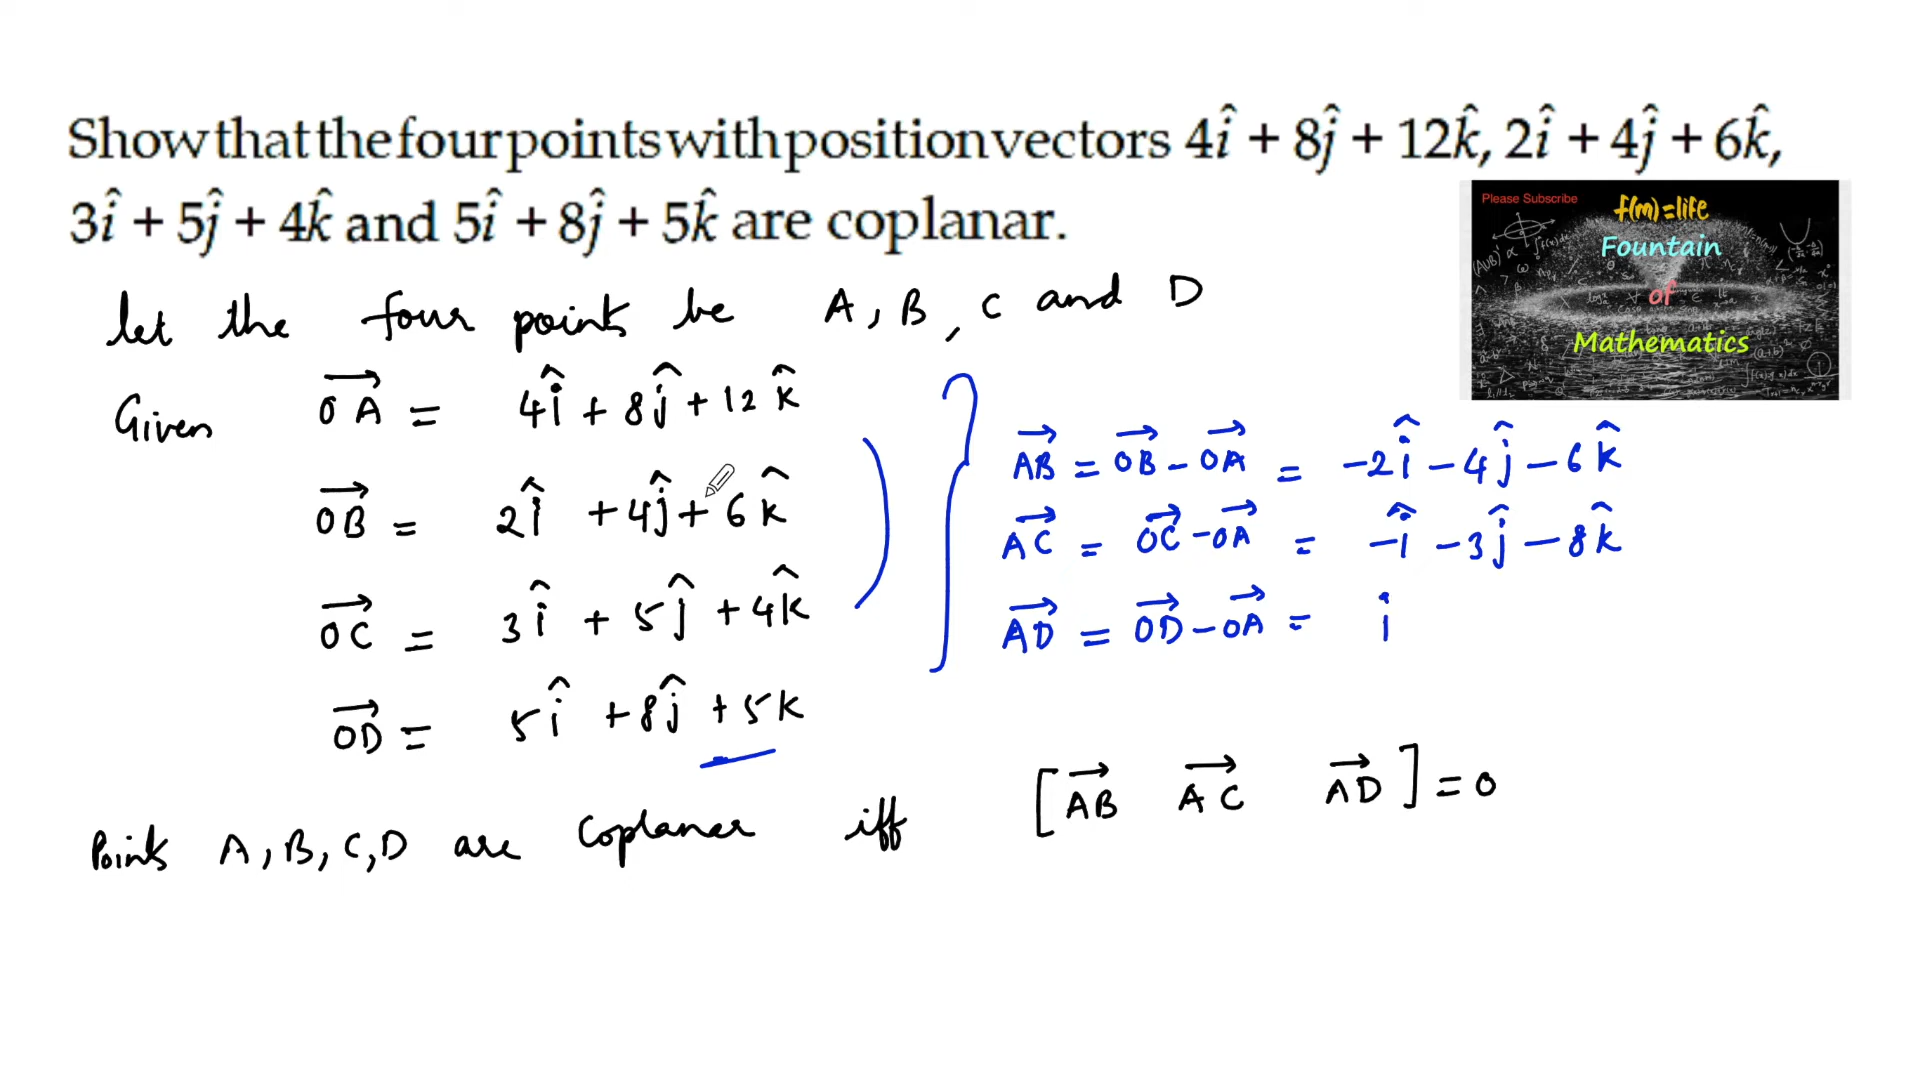 Show that the four points with position vectors 4î + 8ĵ + 12k̂, 2î + 4ĵ + 6k̂,
3î + 5ĵ + 4k̂ and 5î + 8ĵ + 5k̂ are coplanar.
Please Subscribe
f(m)=life
Fountain
of
Mathematics
let the four points be A, B, C and D
Given OA⃗ = 4î + 8ĵ + 12k̂
OB⃗ = 2î + 4ĵ + 6k̂
OC⃗ = 3î + 5ĵ + 4k̂
OD⃗ = 5î + 8ĵ + 5k
AB⃗ = OB⃗ - OA⃗ = -2î - 4ĵ - 6k̂
AC⃗ = OC⃗ - OA⃗ = -î - 3ĵ - 8k̂
AD⃗ = OD⃗ - OA⃗ = i
Points A, B, C, D are Coplanar iff [AB⃗ AC⃗ AD⃗] = 0